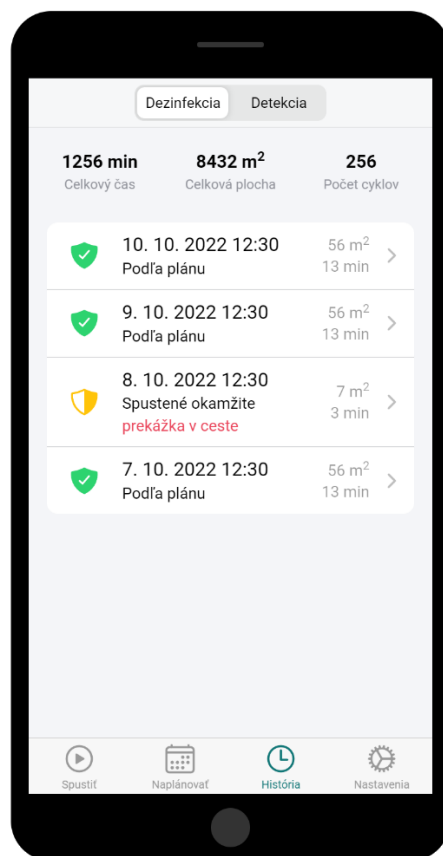 Dezinfekcia Detekcia
1256 min 8432 m² 256
Celkový čas Celková plocha Počet cyklov
10. 10. 2022 12:30 56 m²
Podľa plánu 13 min
9. 10. 2022 12:30 56 m²
Podľa plánu 13 min
8. 10. 2022 12:30 7 m²
Spustené okamžite 3 min
prekážka v ceste
7. 10. 2022 12:30 56 m²
Podľa plánu 13 min
Spustiť Naplánovať História Nastavenia